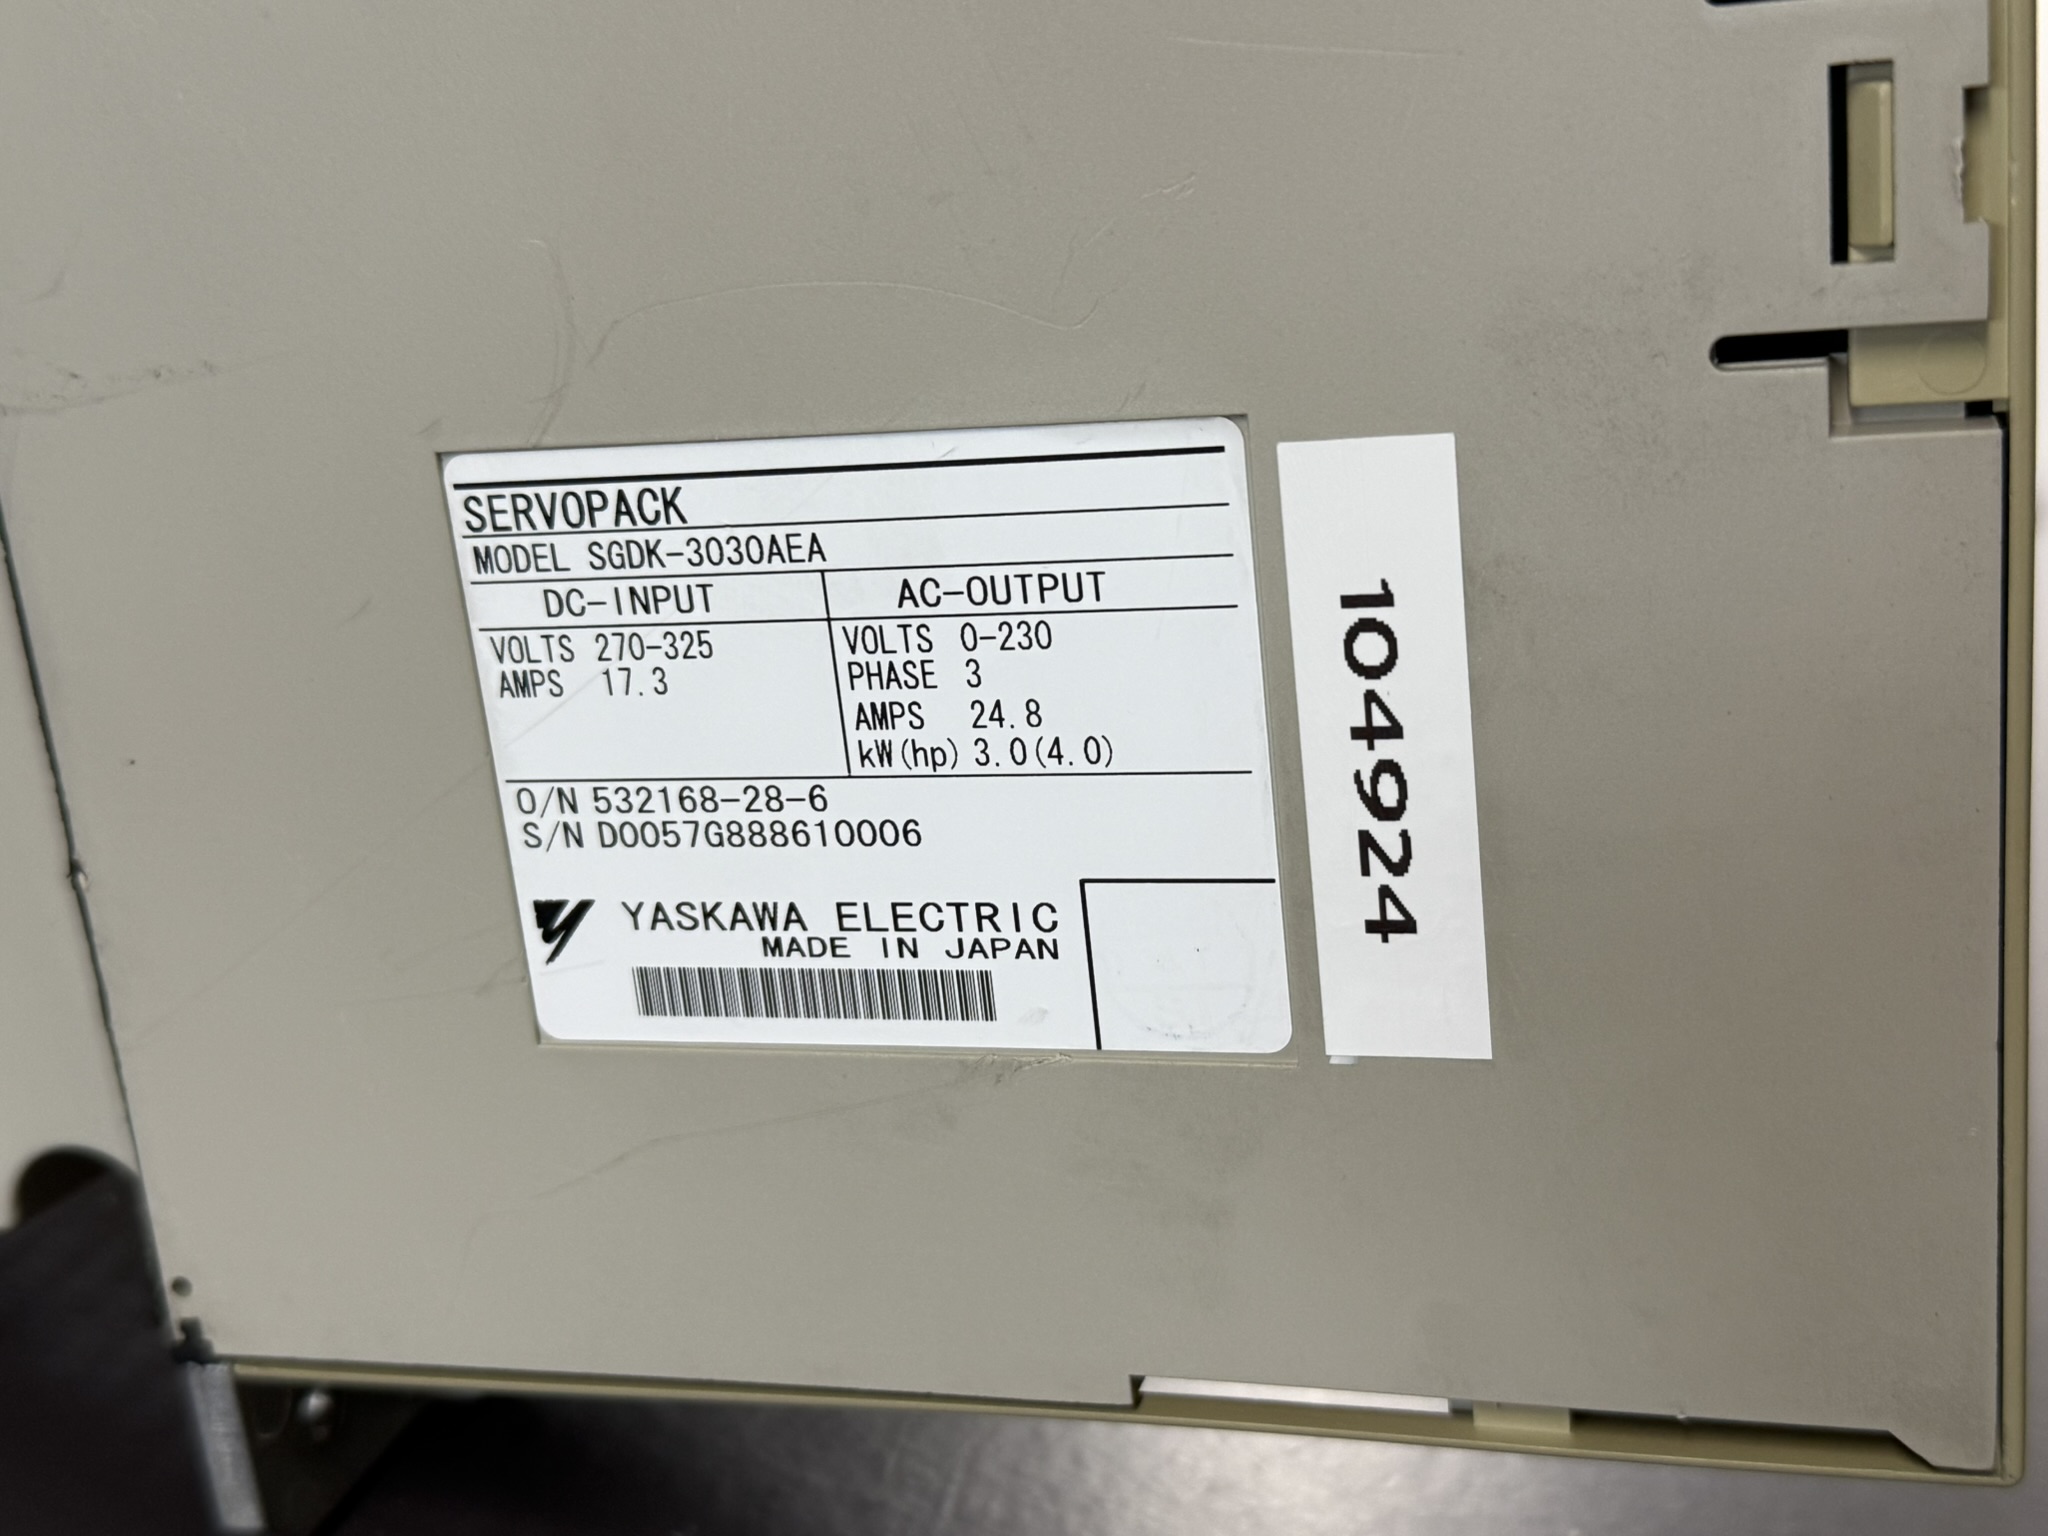 SERVOPACK
MODEL SGDK-3030AEA
DC-INPUT
VOLTS 270-325
AMPS 17.3
AC-OUTPUT
VOLTS 0-230
PHASE 3
AMPS 24.8
kW(hp) 3.0(4.0)
O/N 532168-28-6
S/N D0057G888610006
YASKAWA ELECTRIC
MADE IN JAPAN
104924